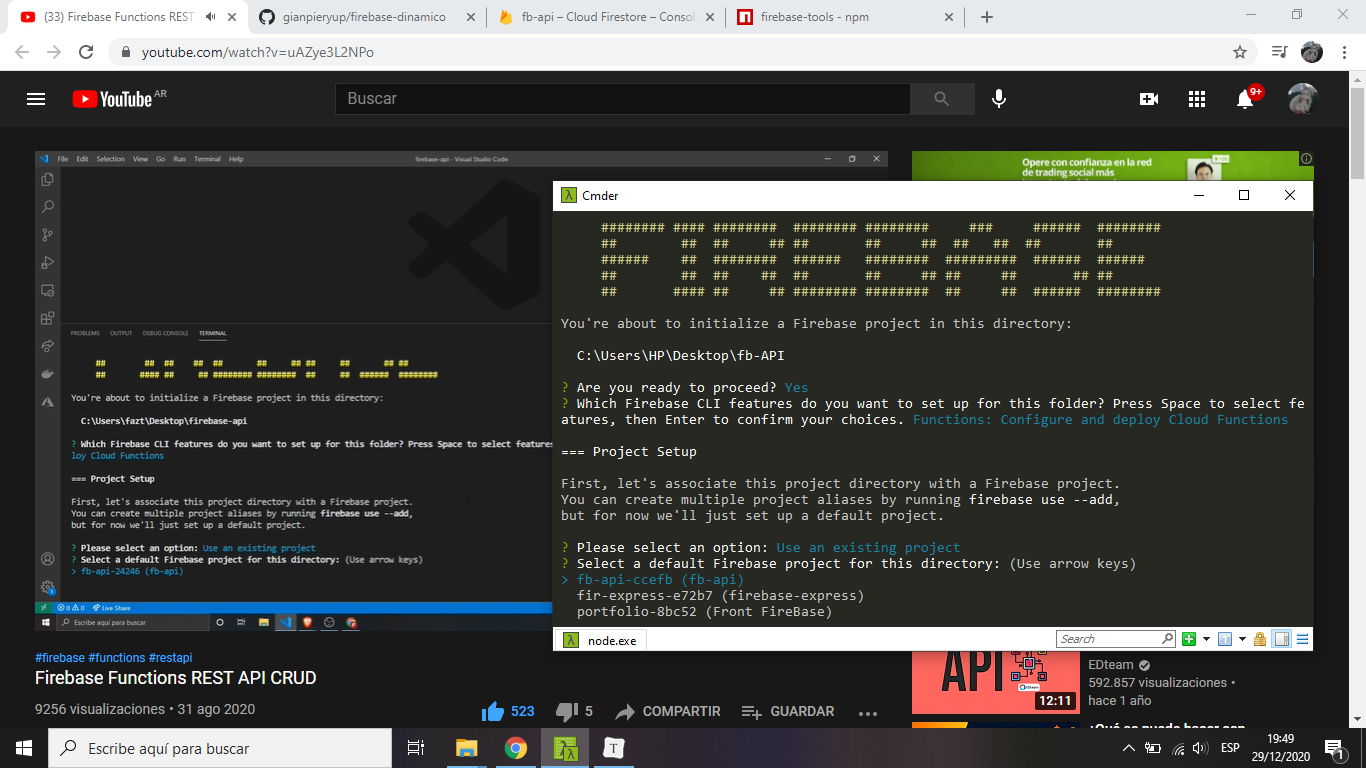 (33) Firebase Functions REST
gianpieryup/firebase-dinamico
fb-api – Cloud Firestore – Conso
firebase-tools - npm
youtube.com/watch?v=uAZye3L2NPo
YouTube AR
Buscar
9+
File Edit Selection View Go Run Terminal Help
firebase-api - Visual Studio Code
PROBLEMS OUTPUT DEBUG CONSOLE TERMINAL
You're about to initialize a Firebase project in this directory:
C:\Users\fazt\Desktop\firebase-api
? Which Firebase CLI features do you want to set up for this folder? Press Space to select features
loy Cloud Functions
=== Project Setup
First, let's associate this project directory with a Firebase project.
You can create multiple project aliases by running firebase use --add,
but for now we'll just set up a default project.
? Please select an option: Use an existing project
? Select a default Firebase project for this directory: (Use arrow keys)
> fb-api-24246 (fb-api)
0 0 Live Share
Escribe aquí para buscar
Opere con confianza en la red
de trading social más
Cmder
FIREBASE
You're about to initialize a Firebase project in this directory:
C:\Users\HP\Desktop\fb-API
? Are you ready to proceed? Yes
? Which Firebase CLI features do you want to set up for this folder? Press Space to select fe
atures, then Enter to confirm your choices. Functions: Configure and deploy Cloud Functions
=== Project Setup
First, let's associate this project directory with a Firebase project.
You can create multiple project aliases by running firebase use --add,
but for now we'll just set up a default project.
? Please select an option: Use an existing project
? Select a default Firebase project for this directory: (Use arrow keys)
> fb-api-ccefb (fb-api)
fir-express-e72b7 (firebase-express)
portfolio-8bc52 (Front FireBase)
node.exe
Search
#firebase #functions #restapi
Firebase Functions REST API CRUD
9256 visualizaciones • 31 ago 2020
523
5
COMPARTIR
GUARDAR
API
EDteam
12:11
EDteam
592.857 visualizaciones •
hace 1 año
Escribe aquí para buscar
T
ESP
19:49
29/12/2020
1